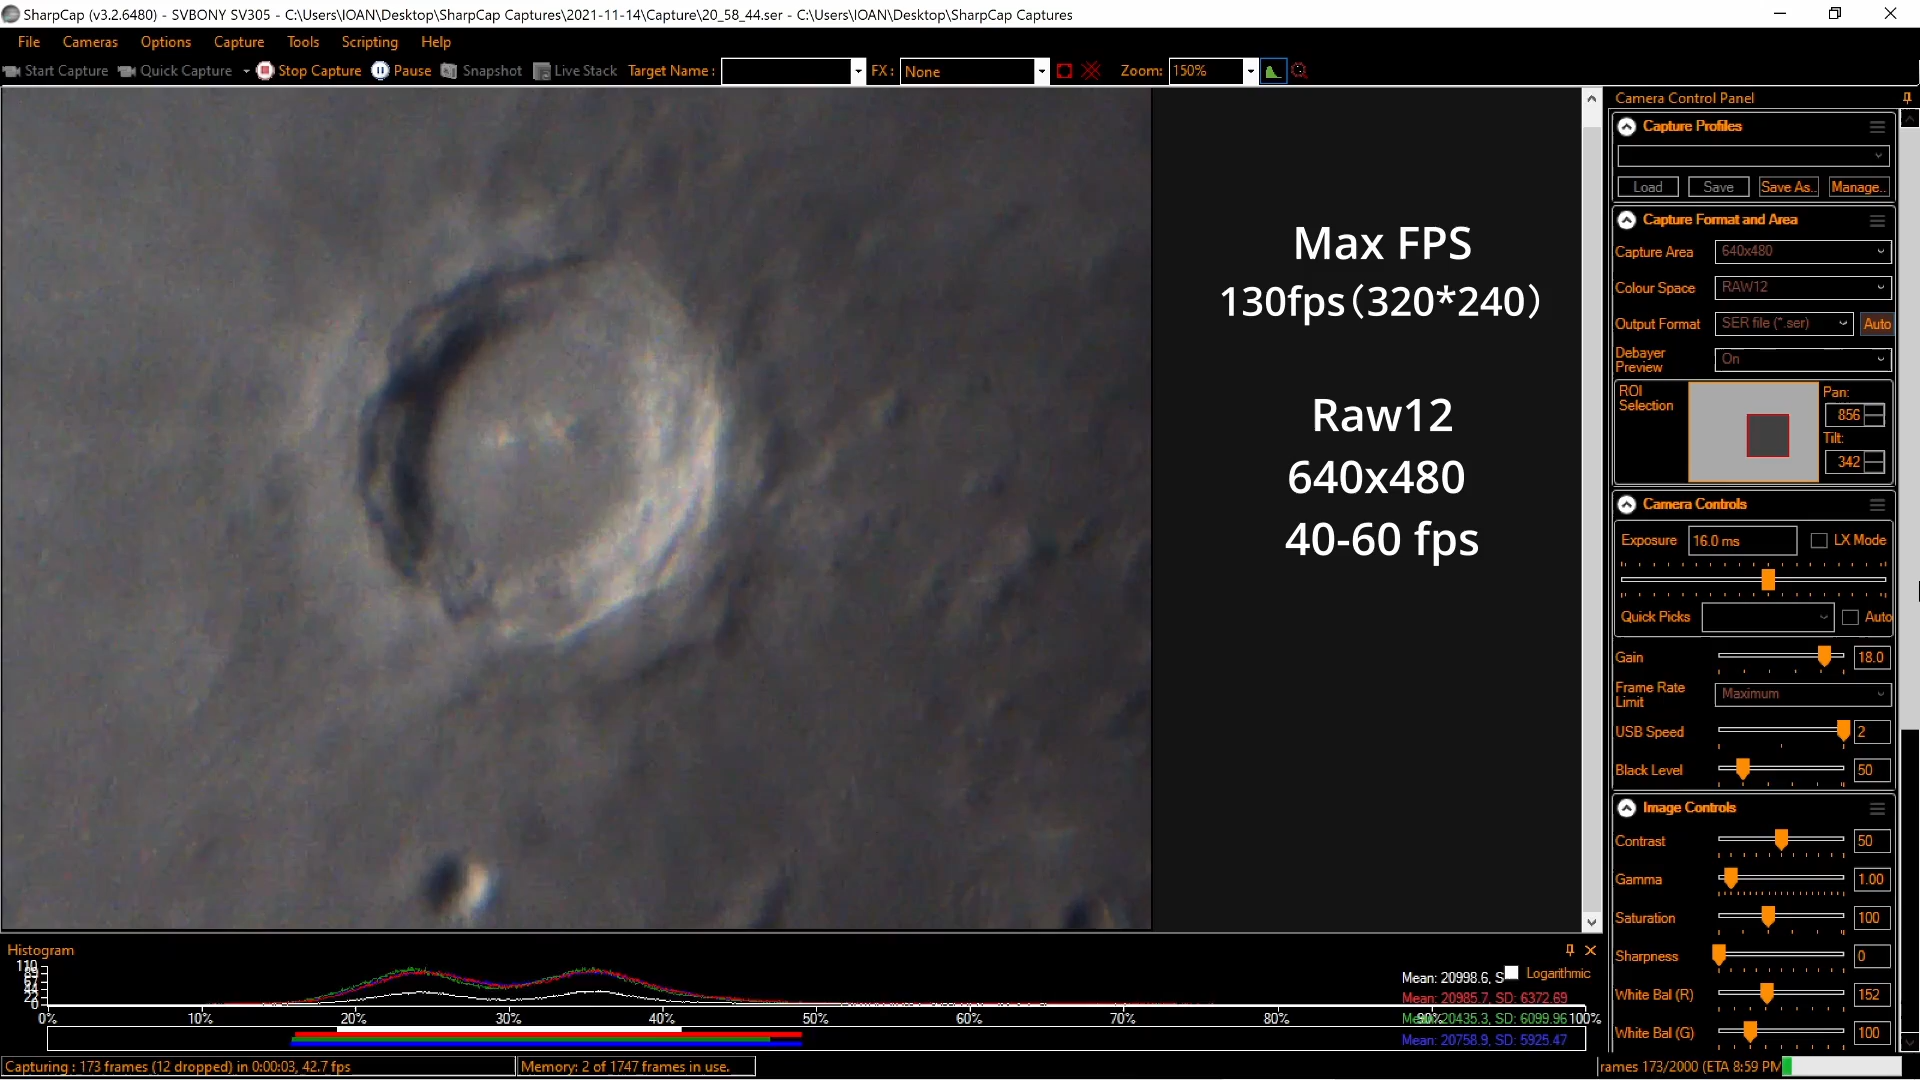 SharpCap (v3.2.6480) - SVBONY SV305 - C:\Users\IOAN\Desktop\SharpCap Captures\2021-11-14\Capture\20_58_44.ser - C:\Users\IOAN\Desktop\SharpCap Captures
File Cameras Options Capture Tools Scripting Help
Start Capture Quick Capture Stop Capture Pause Snapshot Live Stack Target Name : FX : None Zoom: 150%
Max FPS
130fps(320*240)
Raw12
640x480
40-60 fps
Camera Control Panel
Capture Profiles
Load Save Save As.. Manage..
Capture Format and Area
Capture Area 640x480
Colour Space RAW12
Output Format SER file (*.ser) Auto
Debayer
Preview
On
ROI
Selection
Pan:
856
Tilt:
342
Camera Controls
Exposure 16.0 ms LX Mode
Quick Picks Auto
Gain 18.0
Frame Rate
Limit
Maximum
USB Speed 2
Black Level 50
Image Controls
Contrast 50
Gamma 1.00
Saturation 100
Sharpness 0
White Bal (R) 152
White Bal (G) 100
Histogram
Logarithmic
110
22
0
Mean: 20998.6, S
Mean: 20985.7, SD: 6372.69
Mean: 20435.3, SD: 6099.96
Mean: 20758.9, SD: 5925.47
0% 10% 20% 30% 40% 50% 60% 70% 80% 90% 100%
Capturing : 173 frames (12 dropped) in 0:00:03, 42.7 fps
Memory: 2 of 1747 frames in use.
rames 173/2000 (ETA 8:59 PM